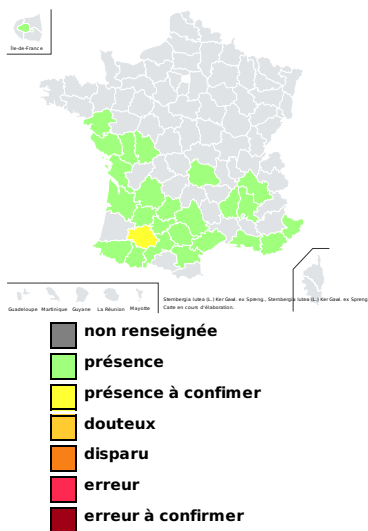 Île-de-France
Guadeloupe Martinique Guyane La Réunion Mayotte
Sternbergia lutea (L.) Ker Gawl. ex Spreng., Sternbergia lutea (L.) Ker Gawl. ex Spreng
Carte en cours d'élaboration.
non renseignée
présence
présence à confimer
douteux
disparu
erreur
erreur à confirmer